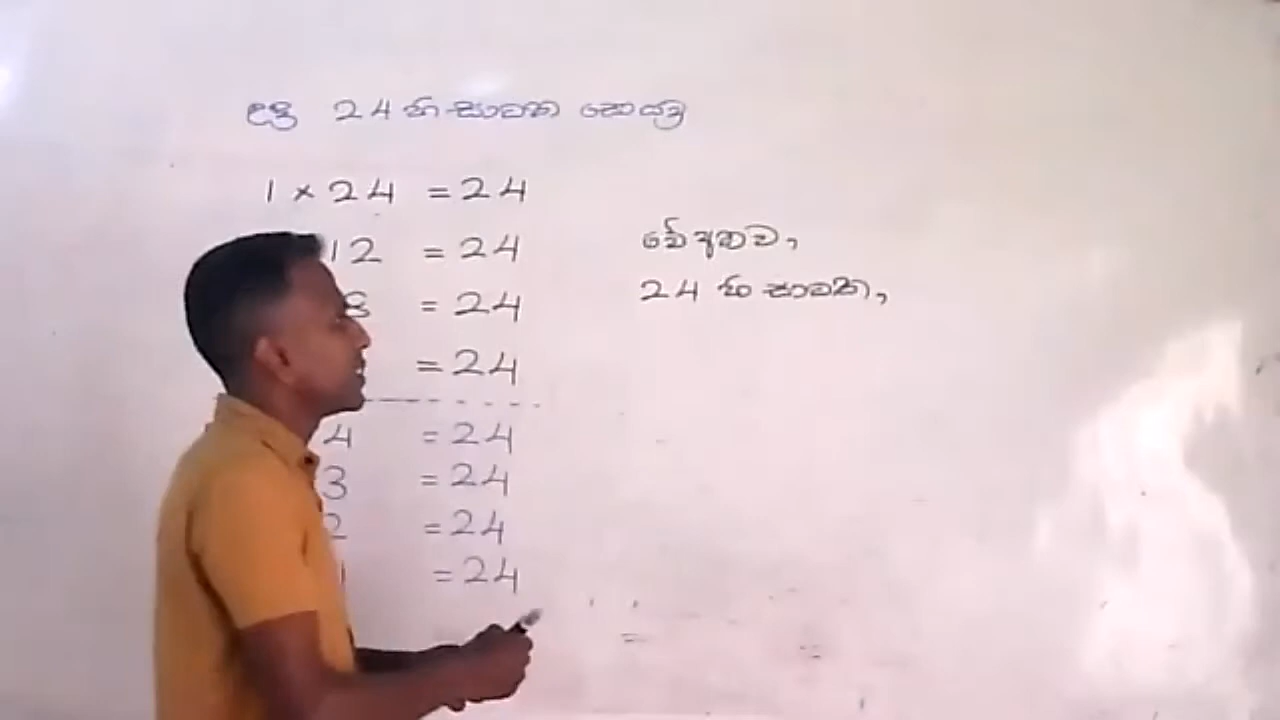 උදා 24 හි සාධක සොයමු
1 × 24 = 24
12 = 24
8 = 24
= 24
4 = 24
3 = 24
2 = 24
1 = 24
මේ අනුව,
24 හි සාධක,